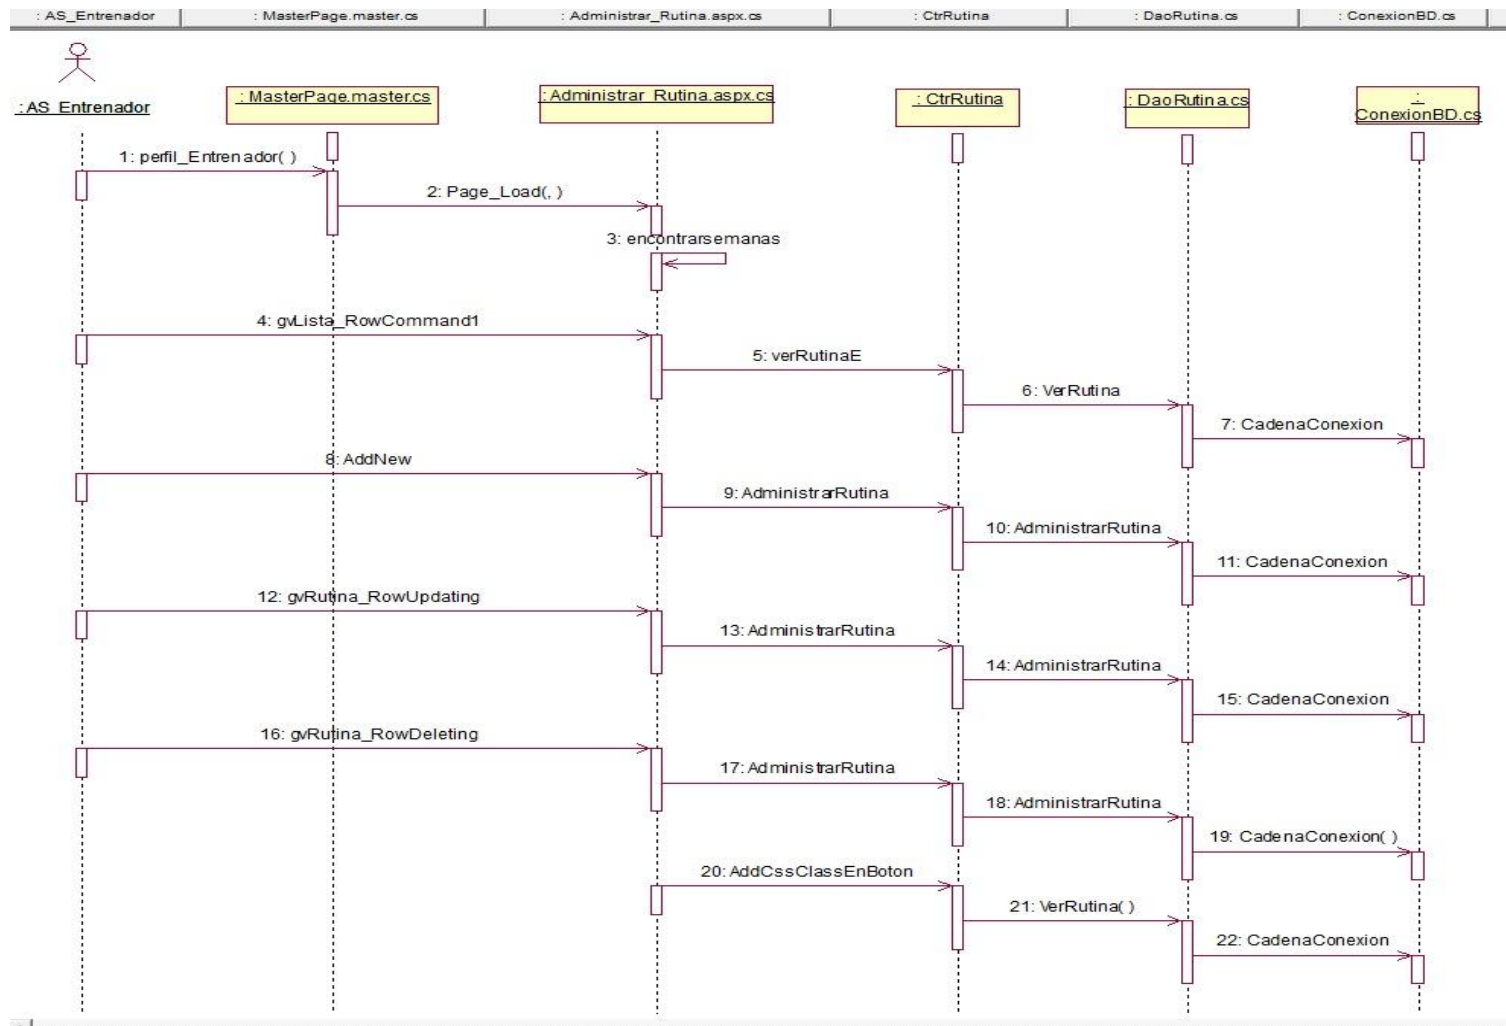 : AS_Entrenador
: MasterPage.master.cs
: Administrar_Rutina.aspx.cs
: CtrRutina
: DaoRutina.cs
: ConexionBD.cs
: AS_Entrenador
: MasterPage.master.cs
: Administrar_Rutina.aspx.cs
: CtrRutina
: DaoRutina.cs
:
ConexionBD.cs
1: perfil_Entrenador( )
2: Page_Load(, )
3: encontrarsemanas
4: gvLista_RowCommand1
5: verRutinaE
6: VerRutina
7: CadenaConexion
8: AddNew
9: AdministrarRutina
10: AdministrarRutina
11: CadenaConexion
12: gvRutina_RowUpdating
13: AdministrarRutina
14: AdministrarRutina
15: CadenaConexion
16: gvRutina_RowDeleting
17: AdministrarRutina
18: AdministrarRutina
19: CadenaConexion( )
20: AddCssClassEnBoton
21: VerRutina( )
22: CadenaConexion